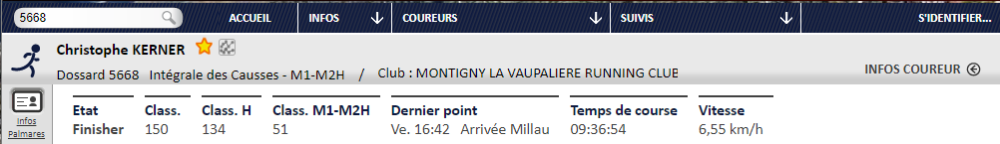 5668 ACCUEIL INFOS COUREURS SUIVIS S'IDENTIFIER...
Christophe KERNER
Dossard 5668 Intégrale des Causses - M1-M2H / Club : MONTIGNY LA VAUPALIERE RUNNING CLUB
INFOS COUREUR
Infos
Palmares
Etat Class. Class. H Class. M1-M2H Dernier point Temps de course Vitesse
Finisher 150 134 51 Ve. 16:42 Arrivée Millau 09:36:54 6,55 km/h